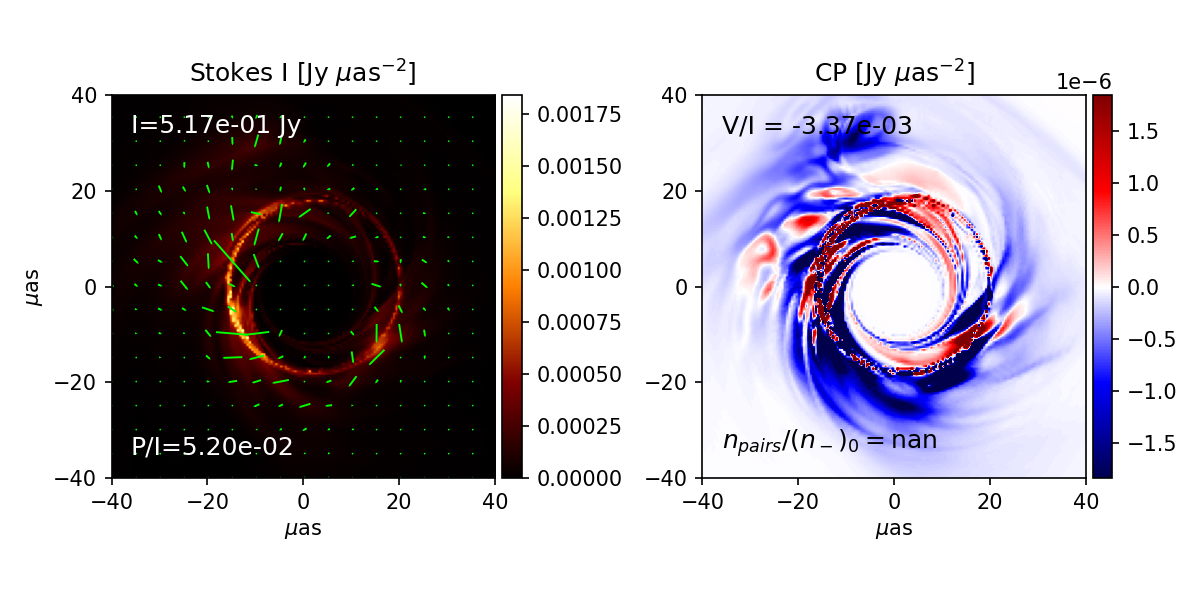 Stokes I [Jy μas⁻²]
I=5.17e-01 Jy
P/I=5.20e-02
40
20
0
−20
−40
−40 −20 0 20 40
μas
μas
0.00175
0.00150
0.00125
0.00100
0.00075
0.00050
0.00025
0.00000
CP [Jy μas⁻²]
1e−6
V/I = -3.37e-03
n_pairs/(n₋)₀ = nan
40
20
0
−20
−40
−40 −20 0 20 40
μas
1.5
1.0
0.5
0.0
−0.5
−1.0
−1.5